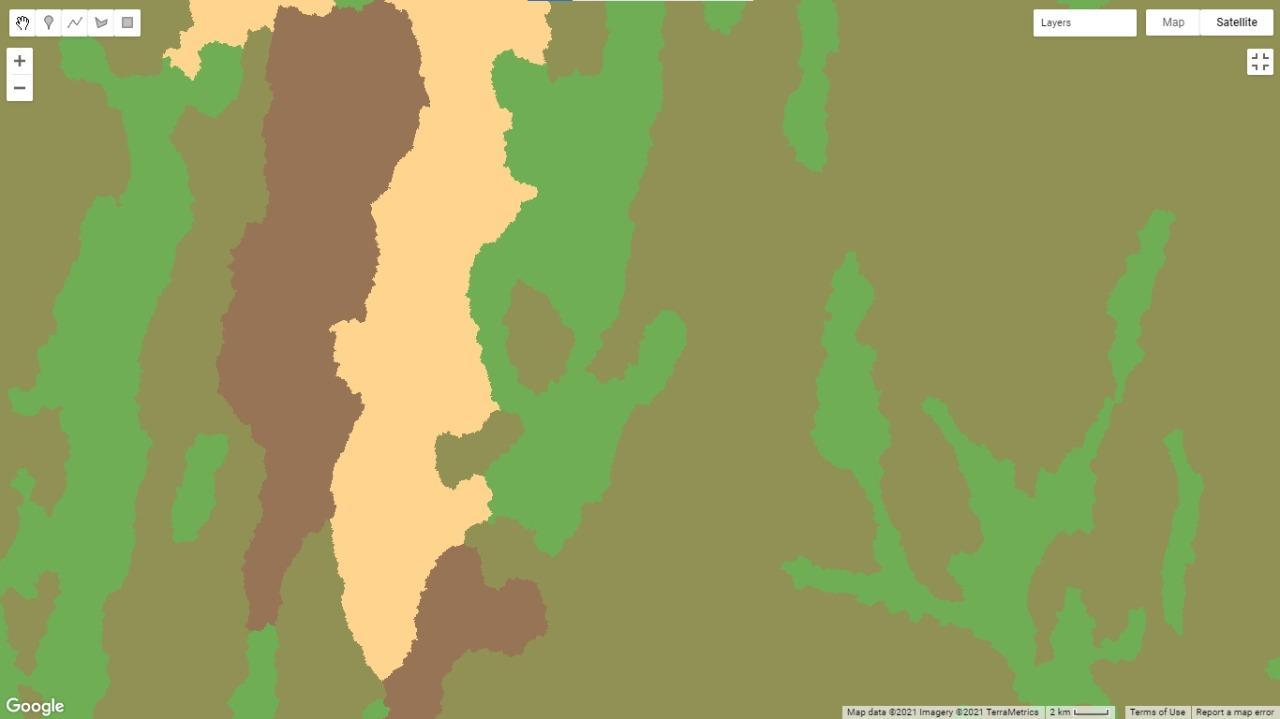 Layers
Map Satellite
+
−
Google
Map data ©2021 Imagery ©2021 TerraMetrics 2 km Terms of Use Report a map error